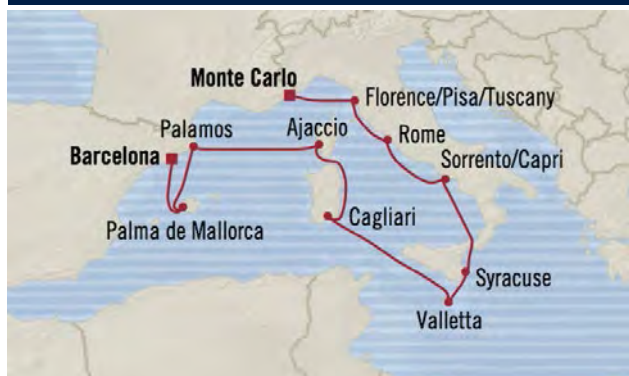 Monte Carlo
Florence/Pisa/Tuscany
Palamos
Ajaccio
Rome
Barcelona
Sorrento/Capri
Palma de Mallorca
Cagliari
Syracuse
Valletta